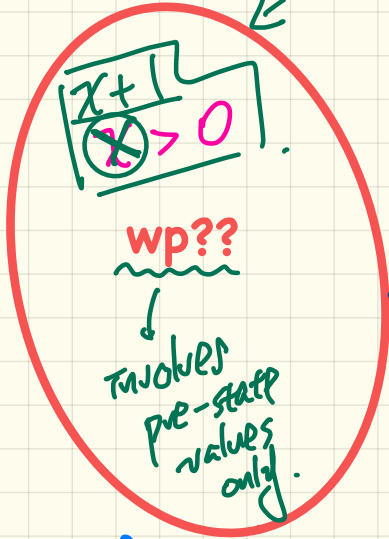 x + 1
x > 0
wp??
involves
pre-state
values
only.